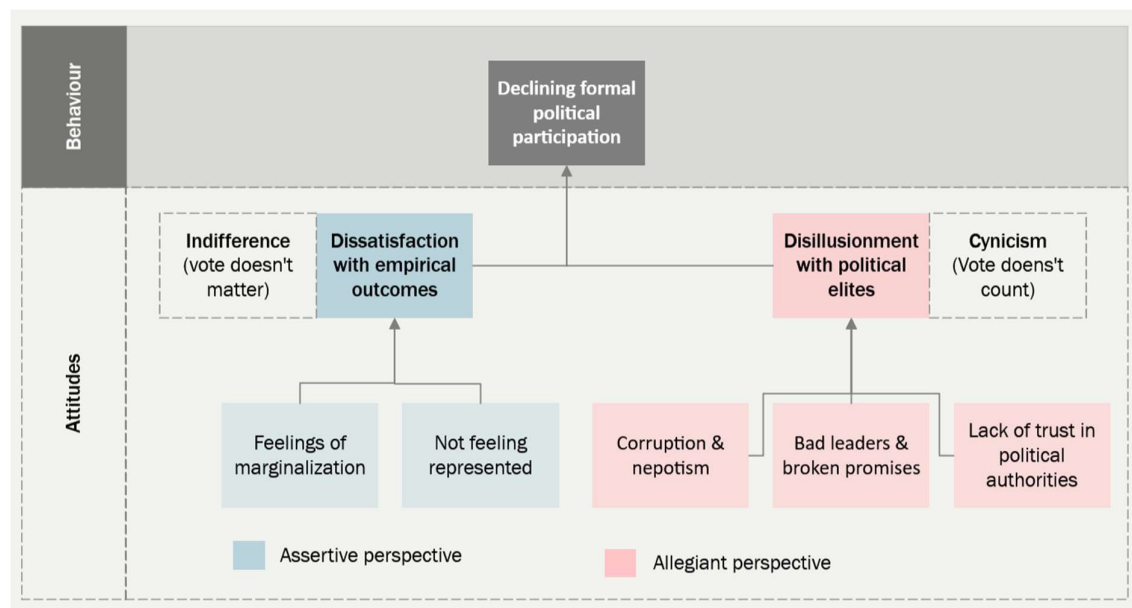 Behaviour
Declining formal
political
participation
Indifference
(vote doesn't
matter)
Dissatisfaction
with empirical
outcomes
Disillusionment
with political
elites
Cynicism
(Vote doens't
count)
Attitudes
Feelings of
marginalization
Not feeling
represented
Corruption &
nepotism
Bad leaders &
broken promises
Lack of trust in
political
authorities
Assertive perspective
Allegiant perspective